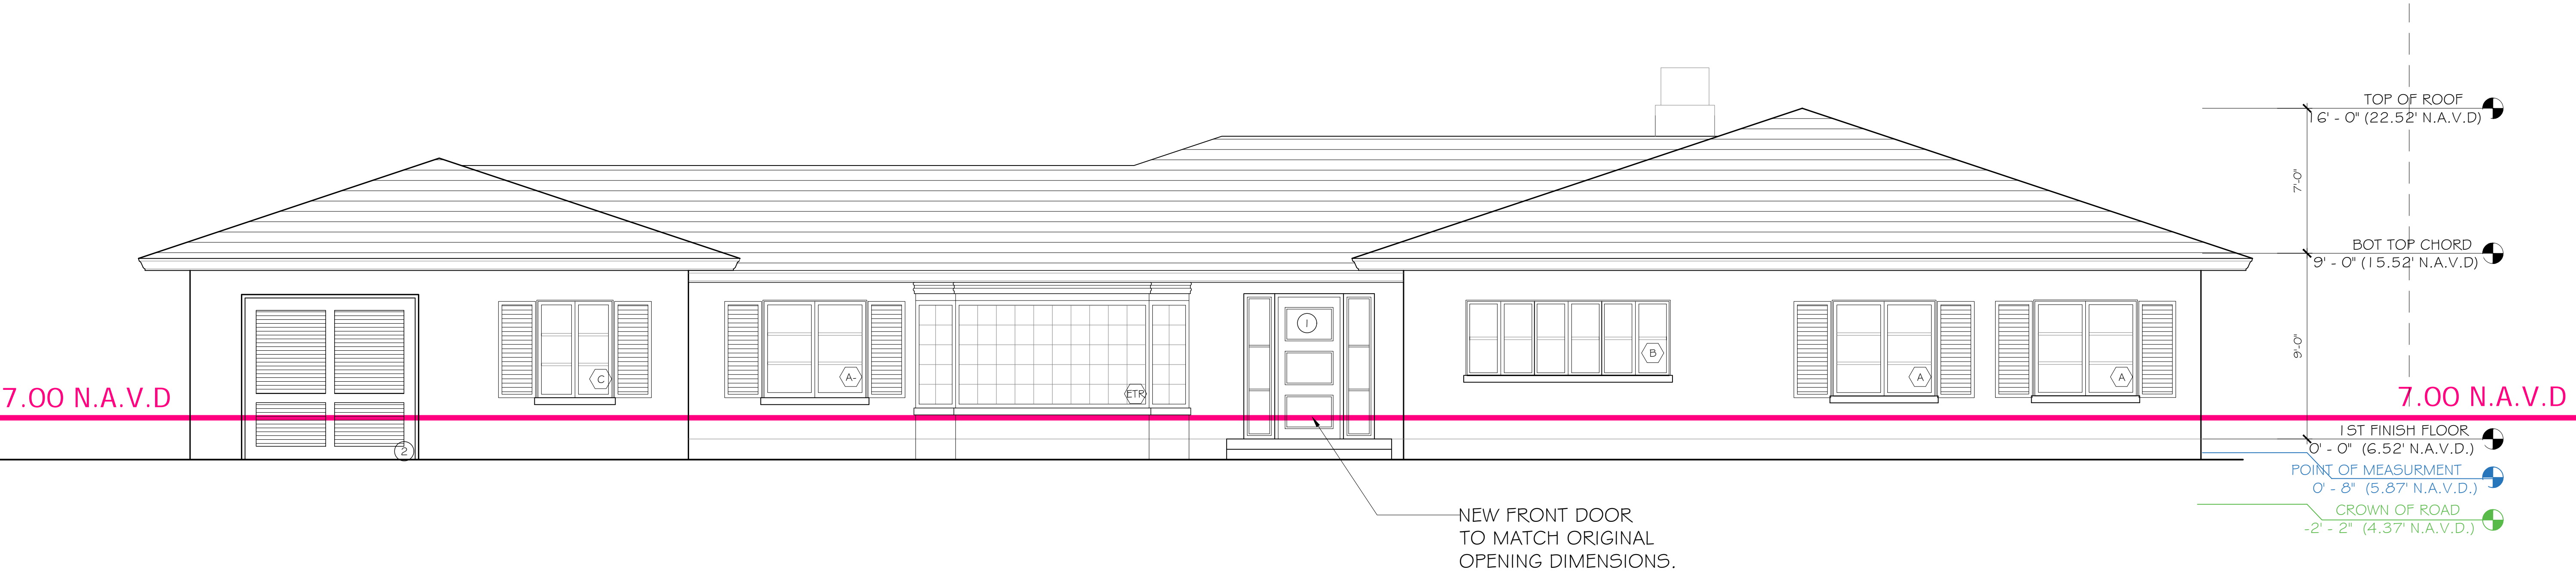 TOP OF ROOF
16' - 0" (22.52' N.A.V.D)
7'-0"
BOT TOP CHORD
9' - 0" (15.52' N.A.V.D)
9'-0"
1
B
C
A-
ETR
A
A
7.00 N.A.V.D
7.00 N.A.V.D
1ST FINISH FLOOR
0' - 0" (6.52' N.A.V.D.)
2
POINT OF MEASURMENT
0' - 8" (5.87' N.A.V.D.)
CROWN OF ROAD
-2' - 2" (4.37' N.A.V.D.)
NEW FRONT DOOR
TO MATCH ORIGINAL
OPENING DIMENSIONS.